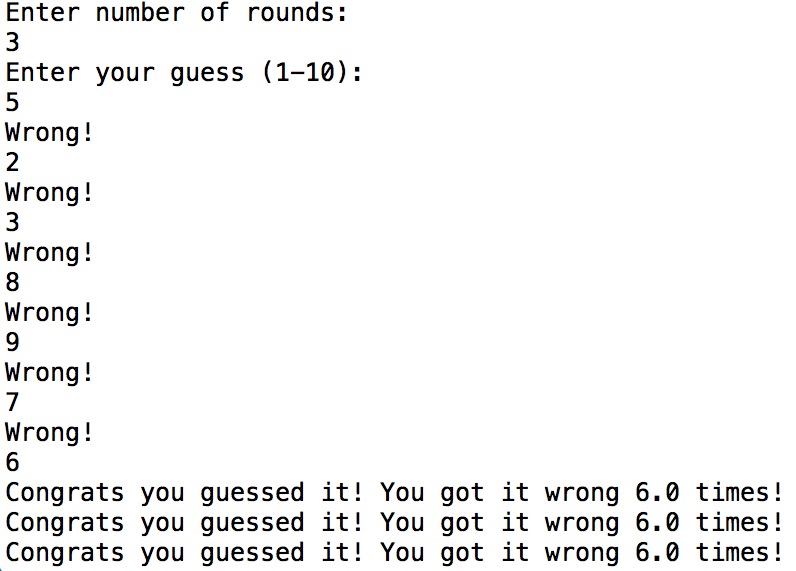 Enter number of rounds:
3
Enter your guess (1-10):
5
Wrong!
2
Wrong!
3
Wrong!
8
Wrong!
9
Wrong!
7
Wrong!
6
Congrats you guessed it! You got it wrong 6.0 times!
Congrats you guessed it! You got it wrong 6.0 times!
Congrats you guessed it! You got it wrong 6.0 times!